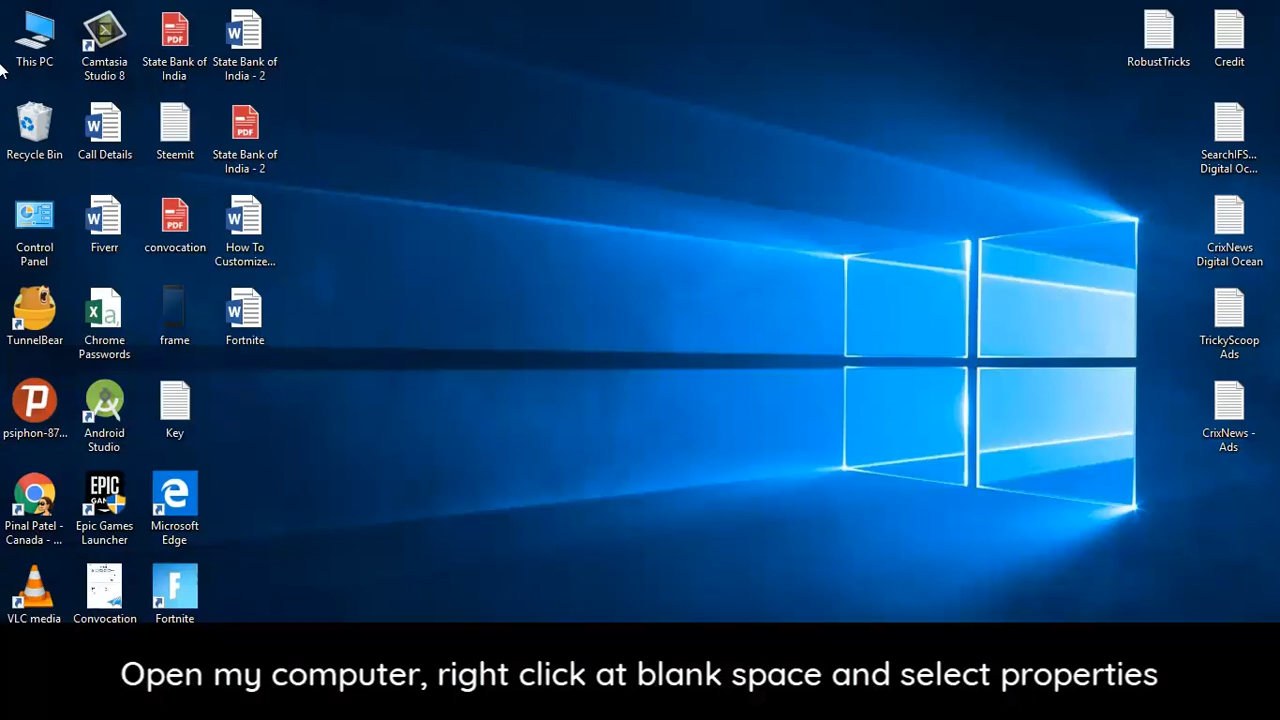 This PC
Camtasia
Studio 8
State Bank of
India
State Bank of
India - 2
RobustTricks
Credit
Recycle Bin
Call Details
Steemit
State Bank of
India - 2
SearchIFS...
Digital Oc...
Control
Panel
Fiverr
convocation
How To
Customize...
CrixNews
Digital Ocean
TunnelBear
Chrome
Passwords
frame
Fortnite
TrickyScoop
Ads
psiphon-87...
Android
Studio
Key
CrixNews -
Ads
Pinal Patel -
Canada - ...
Epic Games
Launcher
Microsoft
Edge
VLC media
Convocation
Fortnite
Open my computer, right click at blank space and select properties